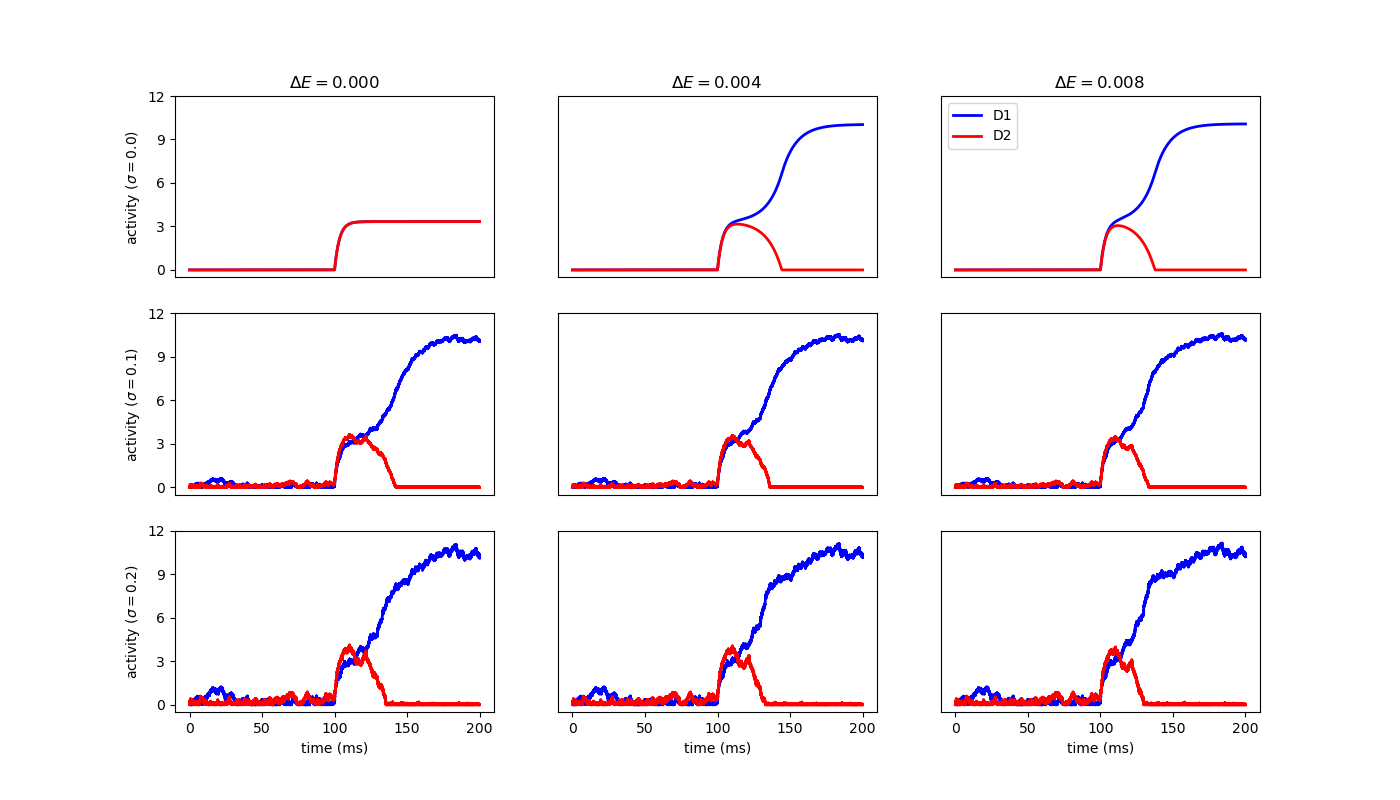 ΔE = 0.000
ΔE = 0.004
ΔE = 0.008
activity (σ = 0.0)
12
9
6
3
0
D1
D2
activity (σ = 0.1)
12
9
6
3
0
activity (σ = 0.2)
12
9
6
3
0
0 50 100 150 200
0 50 100 150 200
0 50 100 150 200
time (ms)
time (ms)
time (ms)